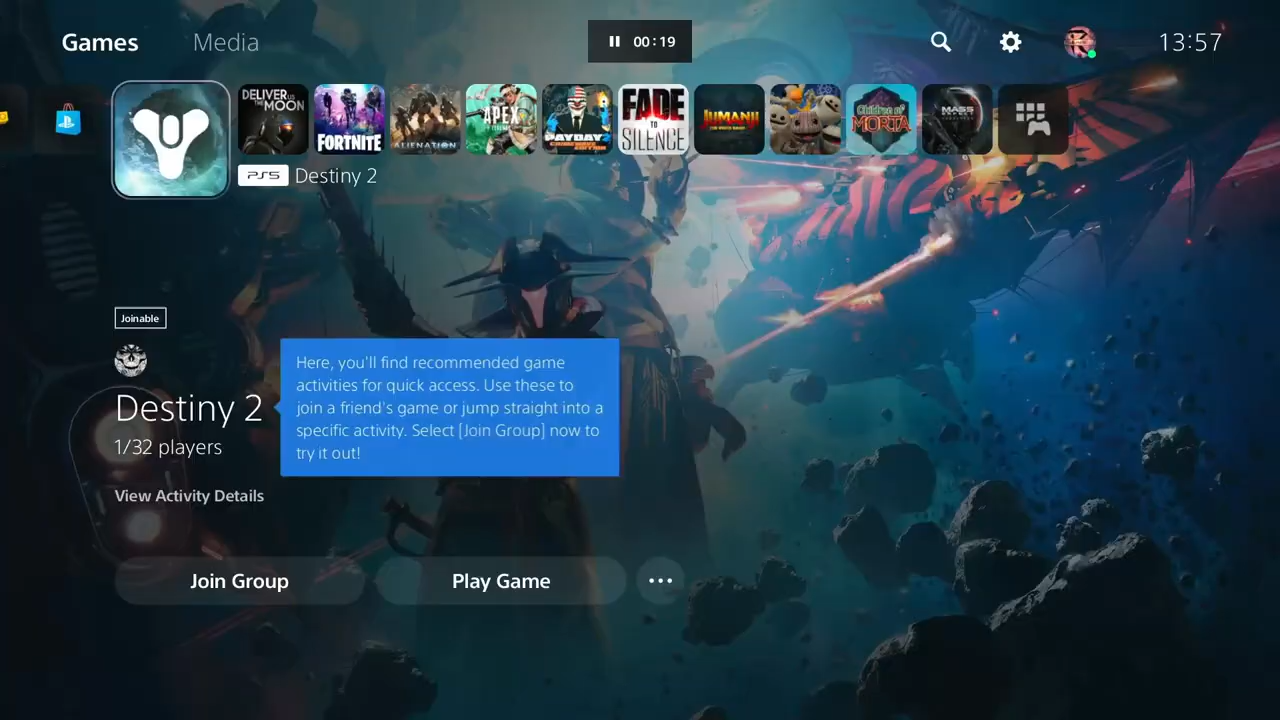 Games
Media
00:19
13:57
DELIVER US
THE MOON
FORTNITE
ALIENATION
APEX
PAYDAY 2
CRIMEWAVE
EDITION
FADE
TO
SILENCE
JUMANJI
Children of
MORTA
MASS
EFFECT
PS5 Destiny 2
Joinable
Destiny 2
1/32 players
Here, you'll find recommended game
activities for quick access. Use these to
join a friend's game or jump straight into a
specific activity. Select [Join Group] now to
try it out!
View Activity Details
Join Group
Play Game